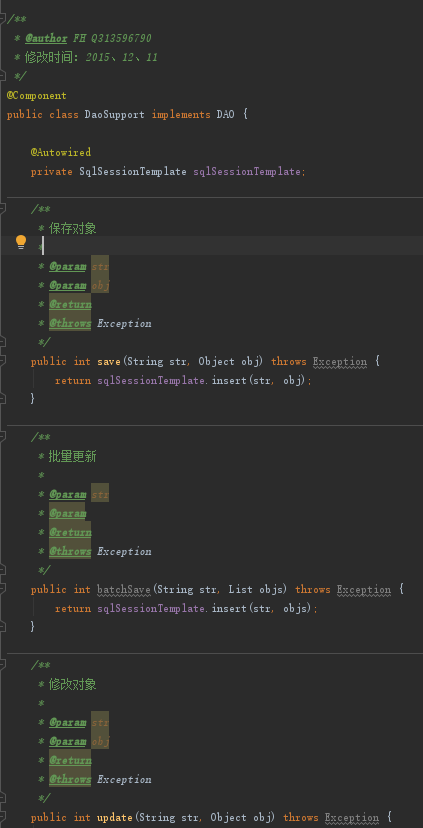 /**
 * @author FH Q313596790
 * 修改时间：2015、12、11
 */
@Component
public class DaoSupport implements DAO {
@Autowired
private SqlSessionTemplate sqlSessionTemplate;
/**
 * 保存对象
 *
 * @param str
 * @param obj
 * @return
 * @throws Exception
 */
public int save(String str, Object obj) throws Exception {
return sqlSessionTemplate.insert(str, obj);
}
/**
 * 批量更新
 *
 * @param str
 * @param
 * @return
 * @throws Exception
 */
public int batchSave(String str, List objs) throws Exception {
return sqlSessionTemplate.insert(str, objs);
}
/**
 * 修改对象
 *
 * @param str
 * @param obj
 * @return
 * @throws Exception
 */
public int update(String str, Object obj) throws Exception {